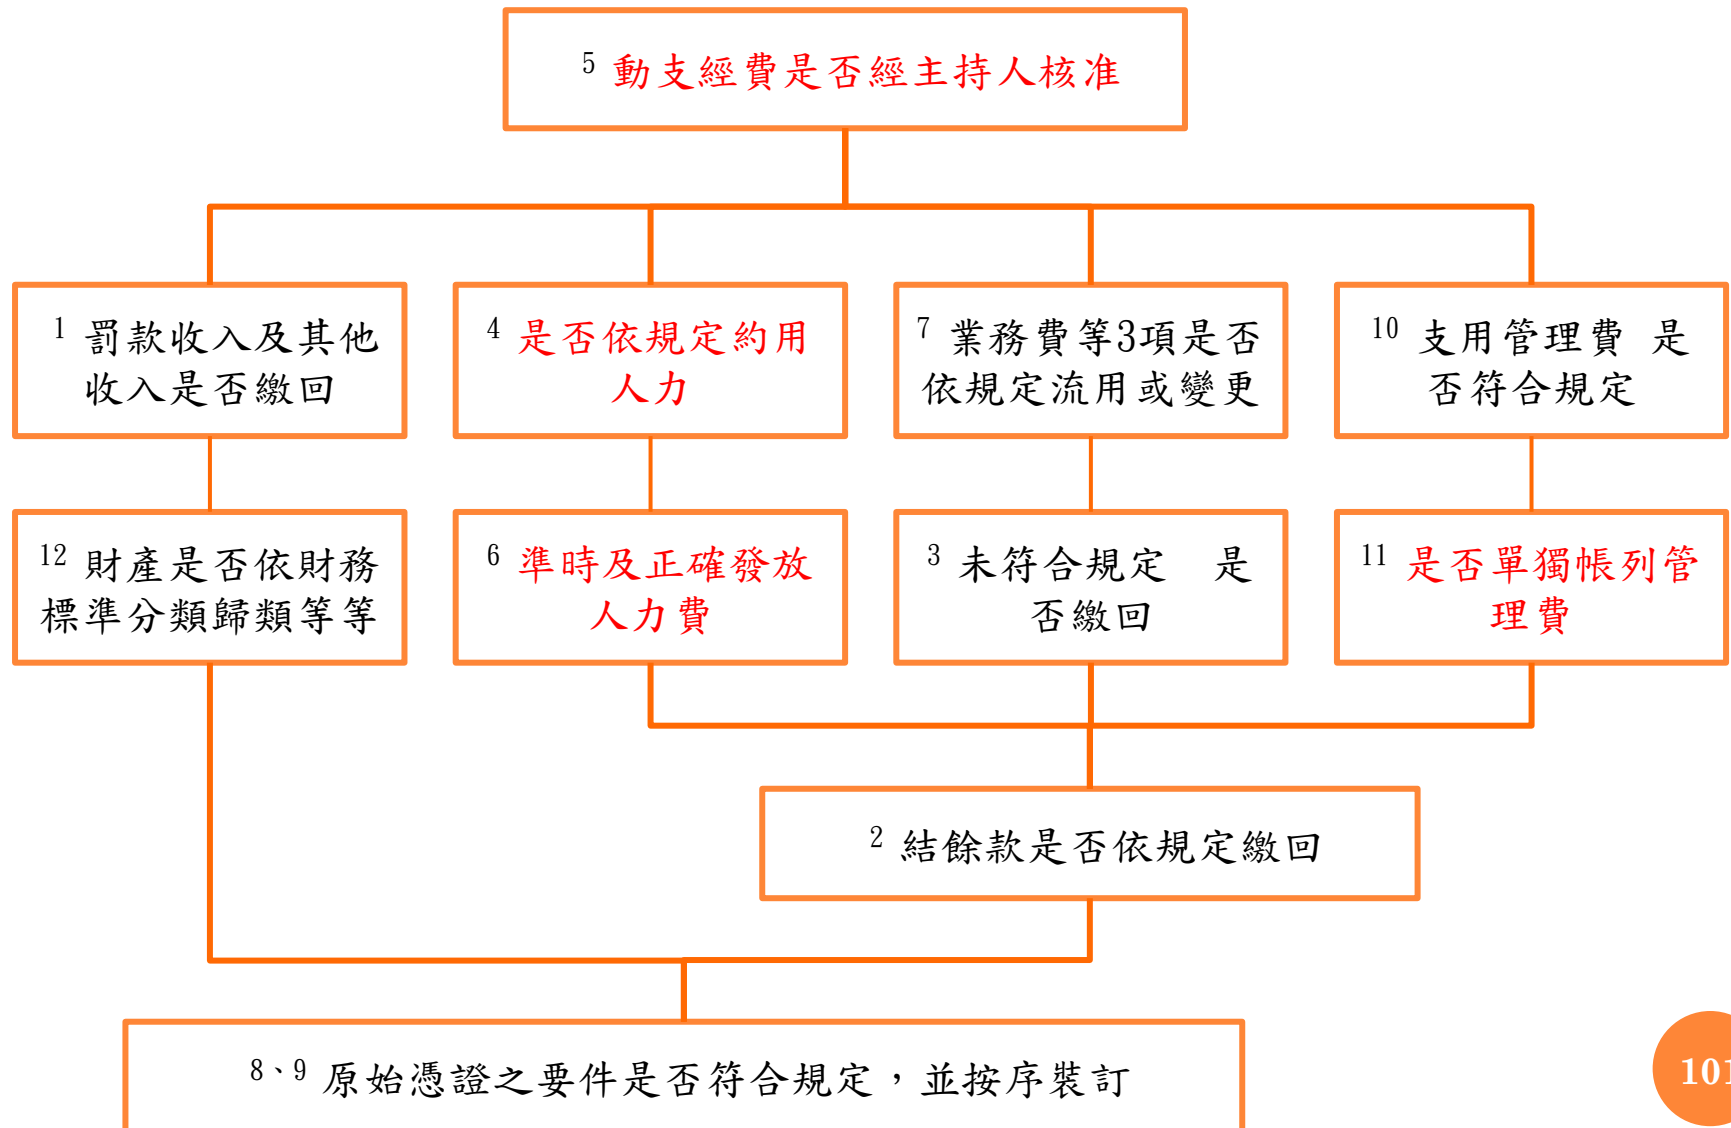 5 動支經費是否經主持人核准
1 罰款收入及其他
收入是否繳回
4 是否依規定約用
人力
7 業務費等3項是否
依規定流用或變更
10 支用管理費 是
否符合規定
12 財產是否依財務
標準分類歸類等等
6 準時及正確發放
人力費
3 未符合規定 是
否繳回
11 是否單獨帳列管
理費
2 結餘款是否依規定繳回
8、9 原始憑證之要件是否符合規定，並按序裝訂
101